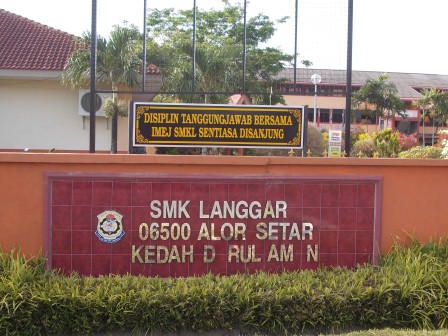 DISIPLIN TANGGUNGJAWAB BERSAMA
IMEJ SMKL SENTIASA DISANJUNG
SMK LANGGAR
06500 ALOR SETAR
KEDAH D RUL AM N